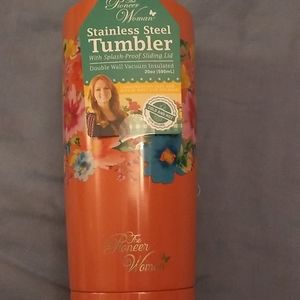 The
Pioneer
Woman
Stainless Steel
Tumbler
With Splash-Proof Sliding Lid
Double Wall Vacuum Insulated
20oz (590mL)
The
Pioneer
Woman